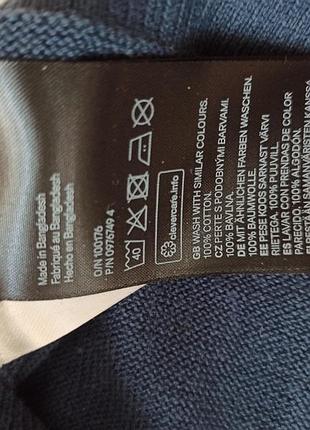 Made in Bangladesh
Fabriqué au Bangladesh
Hecho en Bangladesh
O/N 100176
P/N 0976749 4
40
clevercare.info
GB WASH WITH SIMILAR COLOURS.
100% COTTON.
CZ PERTE S PODOBNÝMI BARVAMI.
100% BAVLNA.
DE MIT ÄHNLICHEN FARBEN WASCHEN.
100% BAUMWOLLE
EE PESE KOOS SARNAST VÄRVI
RIIETEGA. 100% PUUVILL.
ES LAVAR CON PRENDAS DE COLOR
100% ALGODÓN.